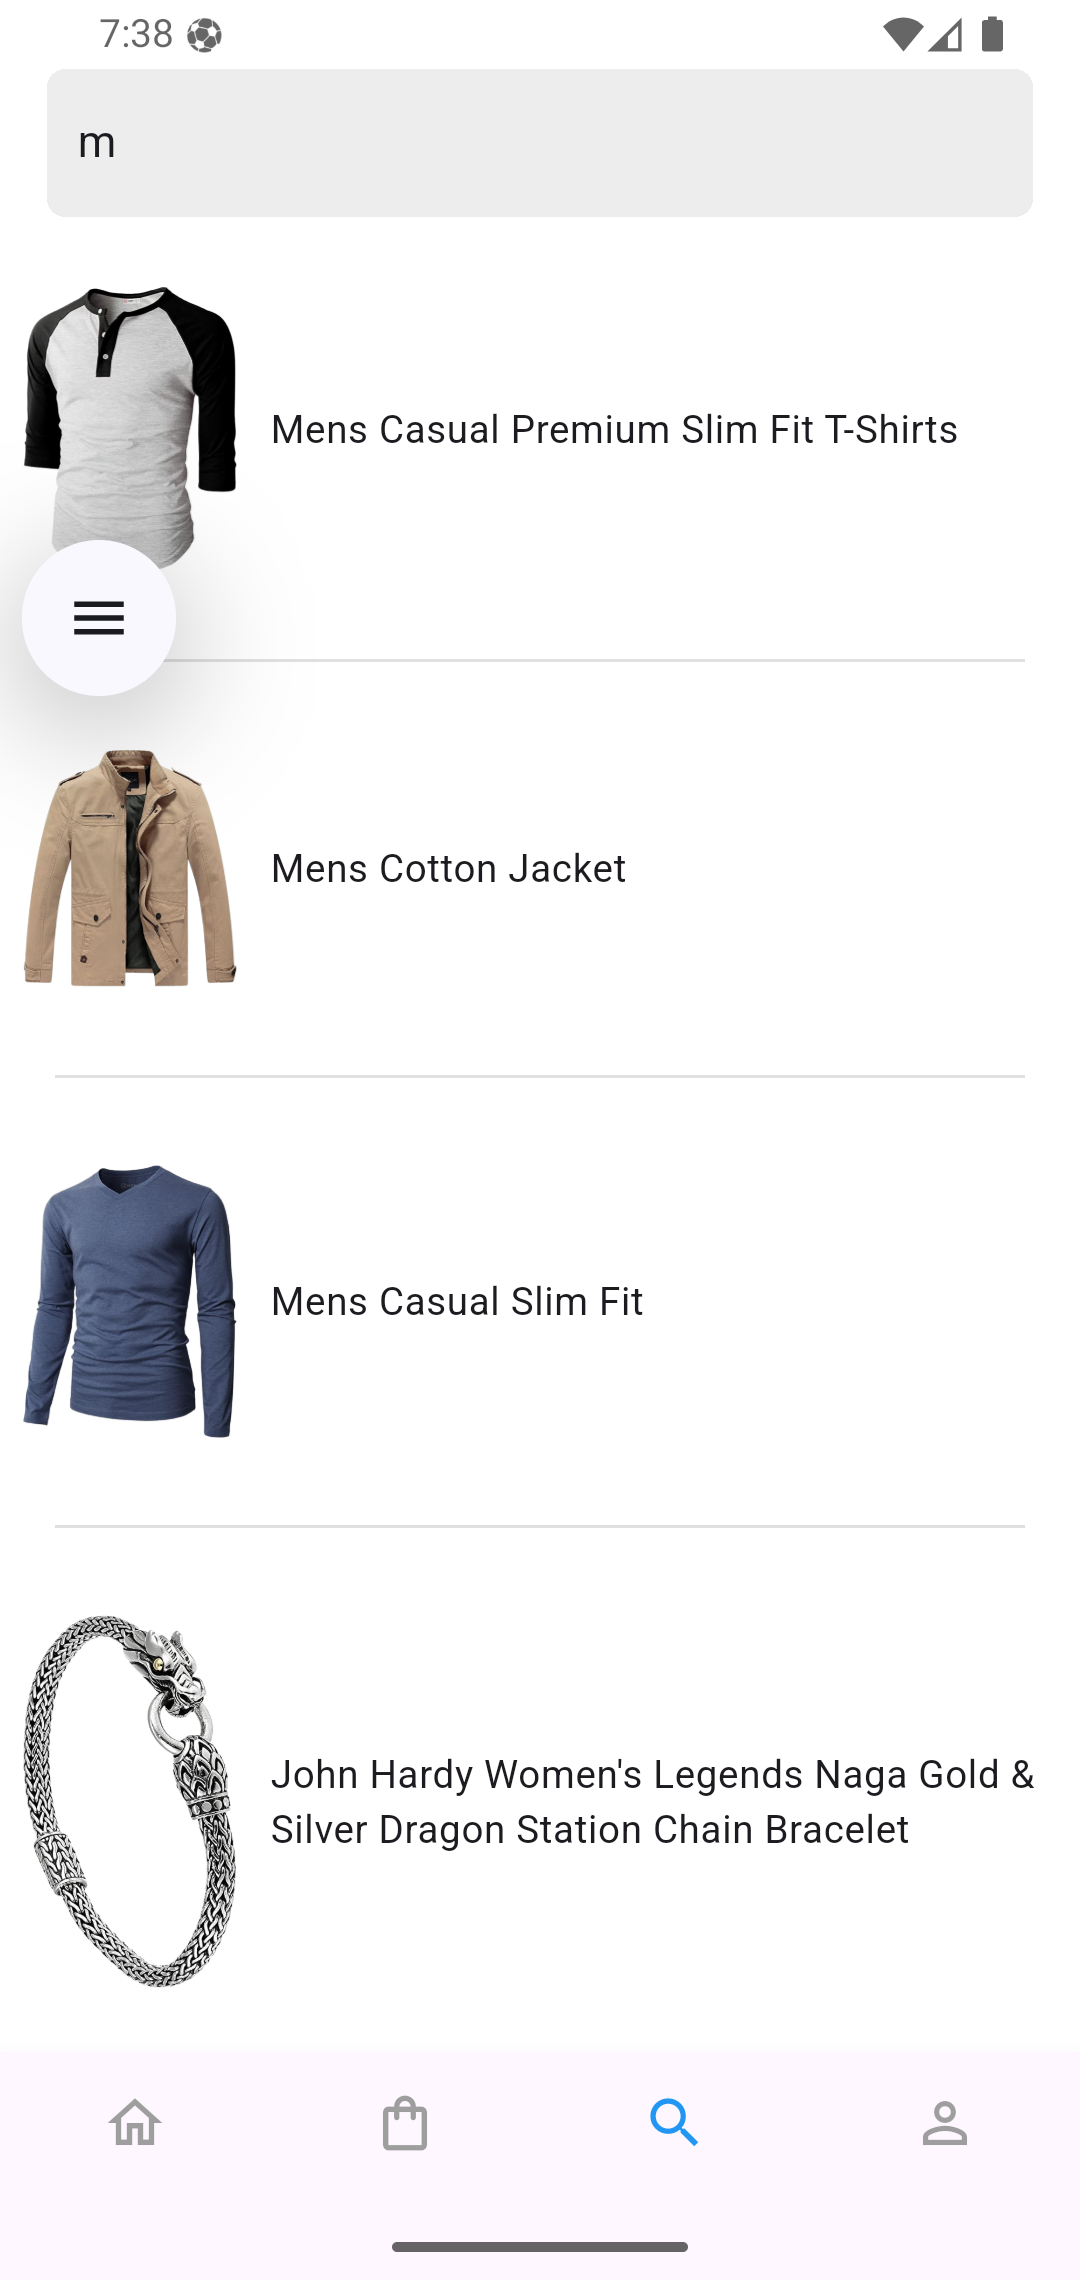 7:38
m
Mens Casual Premium Slim Fit T-Shirts
Mens Cotton Jacket
Mens Casual Slim Fit
John Hardy Women's Legends Naga Gold &
Silver Dragon Station Chain Bracelet